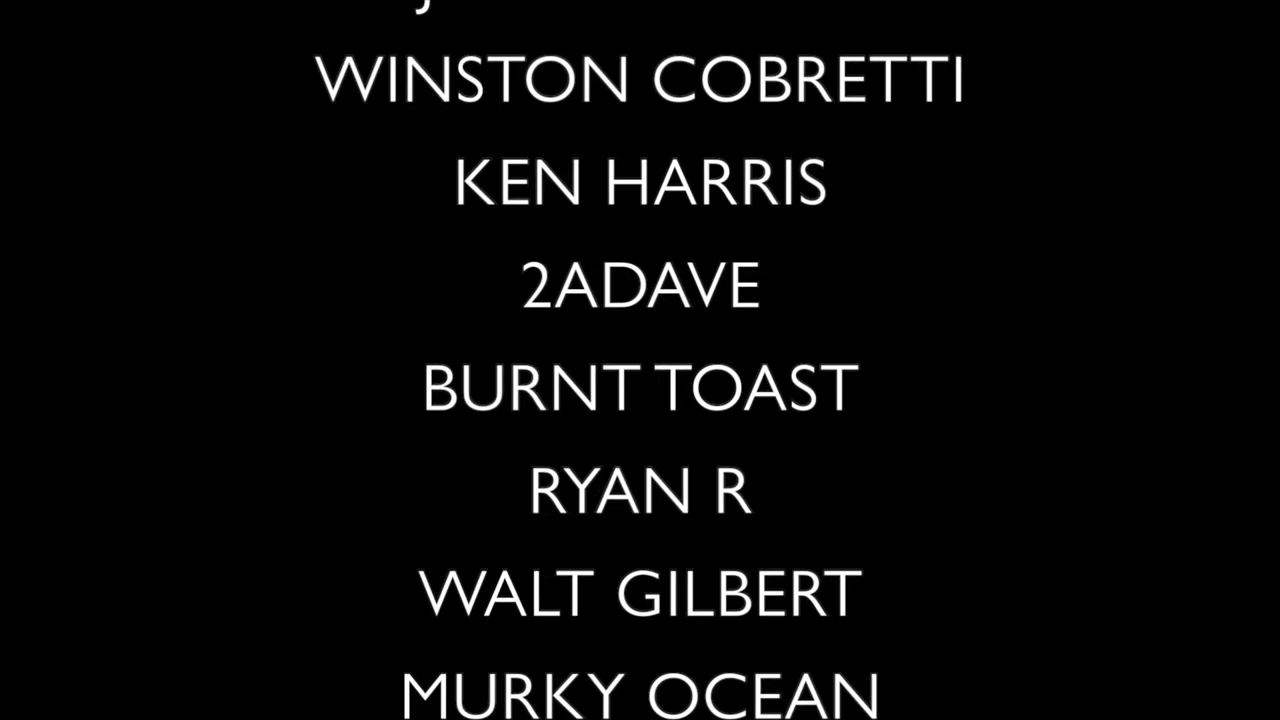 WINSTON COBRETTI
KEN HARRIS
2ADAVE
BURNT TOAST
RYAN R
WALT GILBERT
MURKY OCEAN